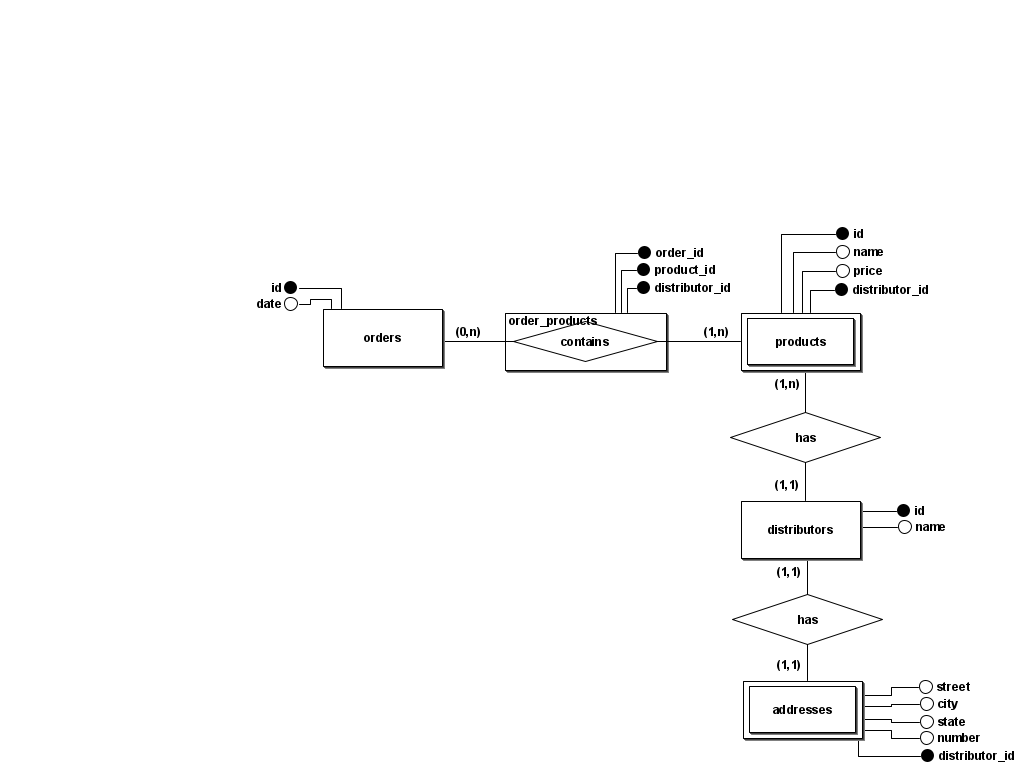 id
name
price
distributor_id
order_id
product_id
distributor_id
id
date
orders
(0,n)
order_products
contains
(1,n)
products
(1,n)
has
(1,1)
distributors
id
name
(1,1)
has
(1,1)
addresses
street
city
state
number
distributor_id